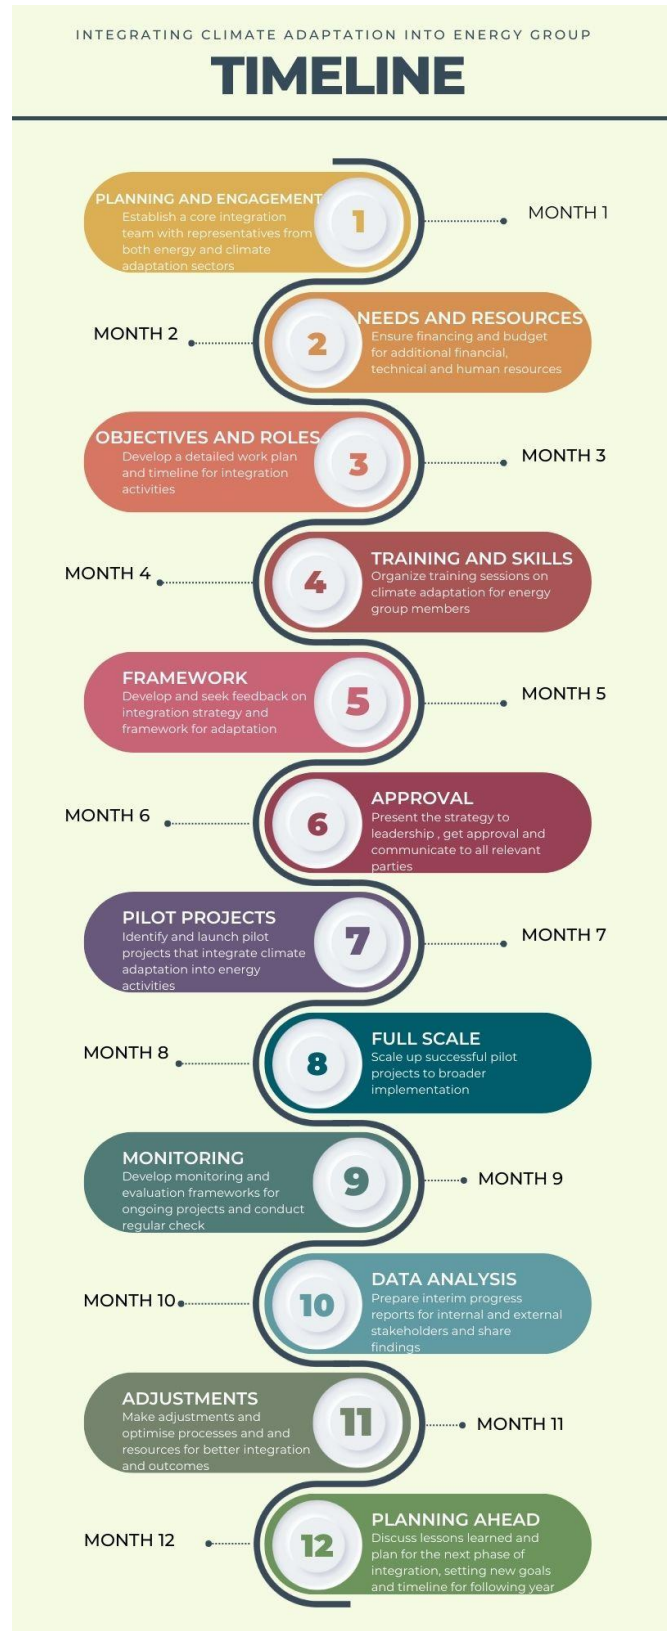 INTEGRATING CLIMATE ADAPTATION INTO ENERGY GROUP
TIMELINE
PLANNING AND ENGAGEMENT
Establish a core integration
team with representatives from
both energy and climate
adaptation sectors
1
MONTH 1
MONTH 2
2
NEEDS AND RESOURCES
Ensure financing and budget
for additional financial,
technical and human resources
OBJECTIVES AND ROLES
Develop a detailed work plan
and timeline for integration
activities
3
MONTH 3
MONTH 4
4
TRAINING AND SKILLS
Organize training sessions on
climate adaptation for energy
group members
FRAMEWORK
Develop and seek feedback on
integration strategy and
framework for adaptation
5
MONTH 5
MONTH 6
6
APPROVAL
Present the strategy to
leadership , get approval and
communicate to all relevant
parties
PILOT PROJECTS
Identify and launch pilot
projects that integrate climate
adaptation into energy
activities
7
MONTH 7
MONTH 8
8
FULL SCALE
Scale up successful pilot
projects to broader
implementation
MONITORING
Develop monitoring and
evaluation frameworks for
ongoing projects and conduct
regular check
9
MONTH 9
MONTH 10
10
DATA ANALYSIS
Prepare interim progress
reports for internal and external
stakeholders and share
findings
ADJUSTMENTS
Make adjustments and
optimise processes and and
resources for better integration
and outcomes
11
MONTH 11
MONTH 12
12
PLANNING AHEAD
Discuss lessons learned and
plan for the next phase of
integration, setting new goals
and timeline for following year